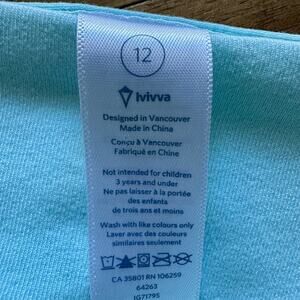 12
ivivva
Designed in Vancouver
Made in China
Conçu à Vancouver
Fabriqué en Chine
Not intended for children
3 years and under
Ne pas laisser à la portée
des enfants
de trois ans et moins
Wash with like colours only
Laver avec des couleurs
similaires seulement
CA 35801 RN 106259
64263
IG7179S